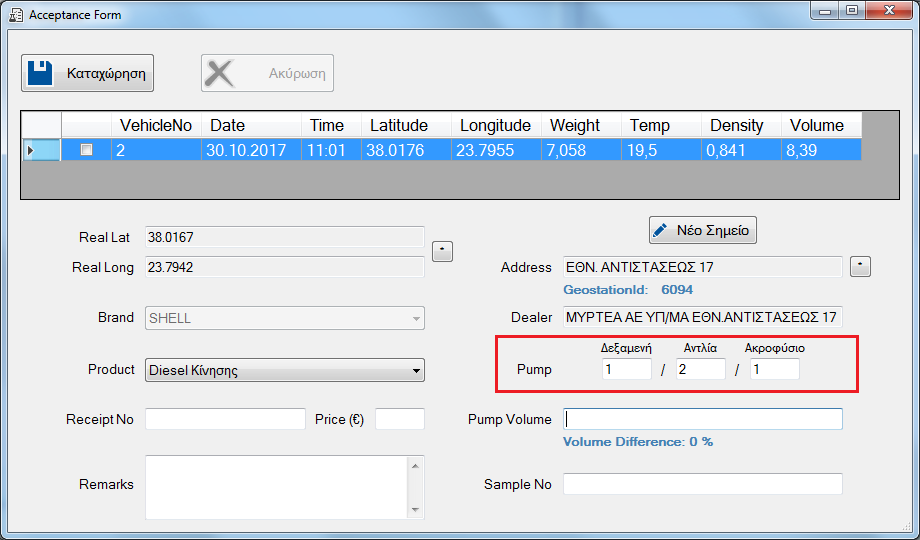 Acceptance Form
Καταχώρηση Ακύρωση
VehicleNo Date Time Latitude Longitude Weight Temp Density Volume
2 30.10.2017 11:01 38.0176 23.7955 7,058 19,5 0,841 8,39
Νέο Σημείο
Real Lat 38.0167
Real Long 23.7942
*
Address ΕΘΝ. ΑΝΤΙΣΤΑΣΕΩΣ 17 *
GeostationId: 6094
Brand SHELL
Dealer ΜΥΡΤΕΑ ΑΕ ΥΠ/ΜΑ ΕΘΝ.ΑΝΤΙΣΤΑΣΕΩΣ 17
Δεξαμενή Αντλία Ακροφύσιο
Product Diesel Κίνησης
Pump 1 / 2 / 1
Receipt No Price (€)
Pump Volume
Volume Difference: 0 %
Remarks
Sample No